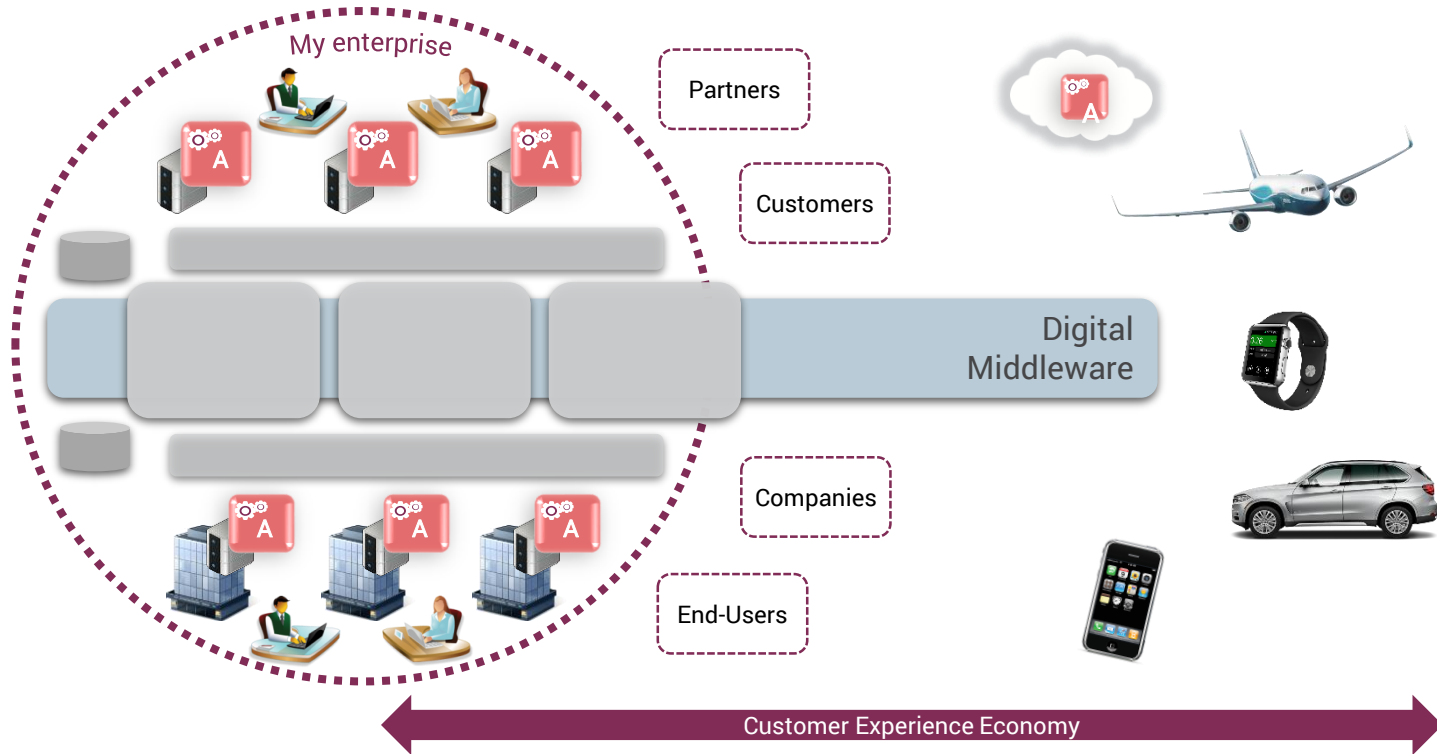 My enterprise
Partners
A
A
A
A
Customers
Digital
Middleware
Companies
A
A
A
End-Users
Customer Experience Economy